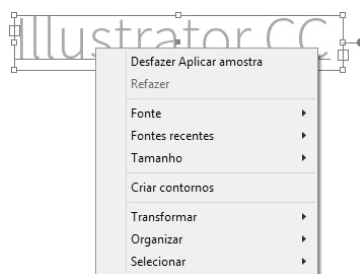 Illustrator CC
Desfazer Aplicar amostra
Refazer
Fonte
Fontes recentes
Tamanho
Criar contornos
Transformar
Organizar
Selecionar